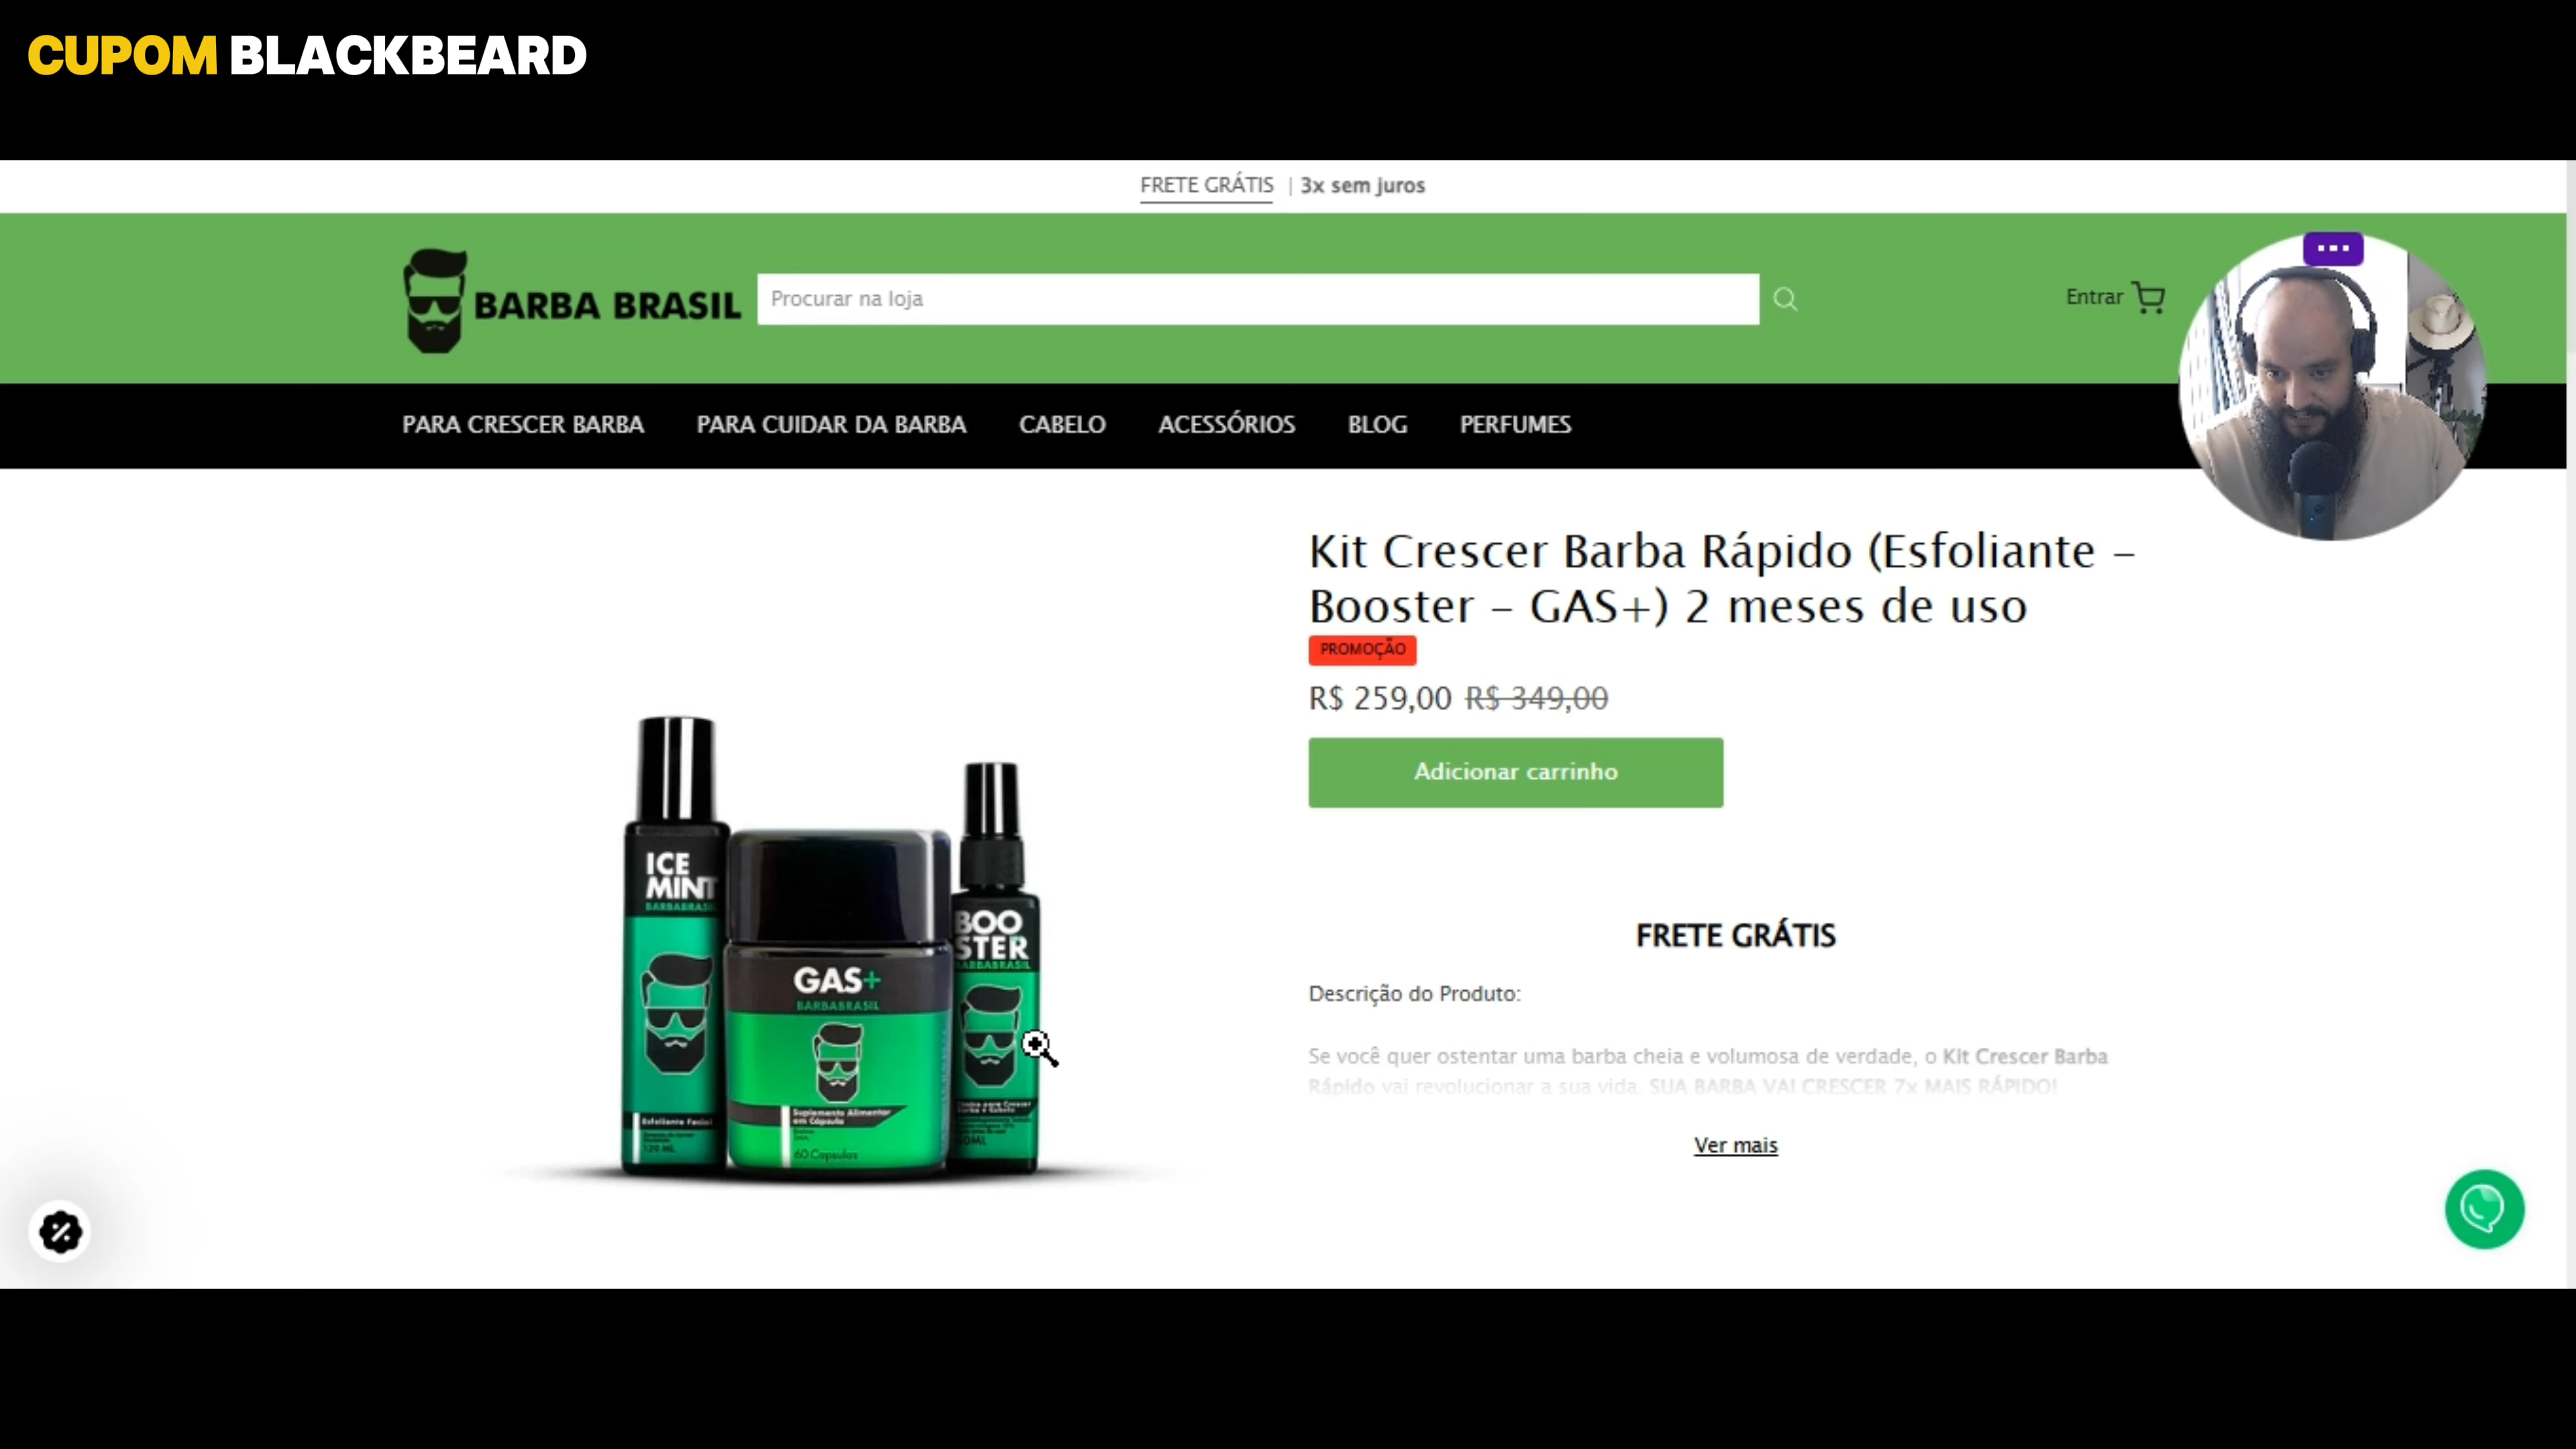 CUPOM BLACKBEARD
FRETE GRÁTIS | 3x sem juros
BARBA BRASIL
Procurar na loja
Entrar
PARA CRESCER BARBA
PARA CUIDAR DA BARBA
CABELO
ACESSÓRIOS
BLOG
PERFUMES
Kit Crescer Barba Rápido (Esfoliante –
Booster – GAS+) 2 meses de uso
PROMOÇÃO
R$ 259,00 R$ 349,00
Adicionar carrinho
FRETE GRÁTIS
Descrição do Produto:
Se você quer ostentar uma barba cheia e volumosa de verdade, o Kit Crescer Barba
Rápido vai revolucionar a sua vida. SUA BARBA VAI CRESCER 7x MAIS RÁPIDO!
Ver mais
ICE
MINT
BARBABRASIL
Esfoliante Facial
120 ML
GAS+
BARBABRASIL
Suplemento Alimentar
em Cápsula
60 Capsulas
BOO
STER
BARBABRASIL